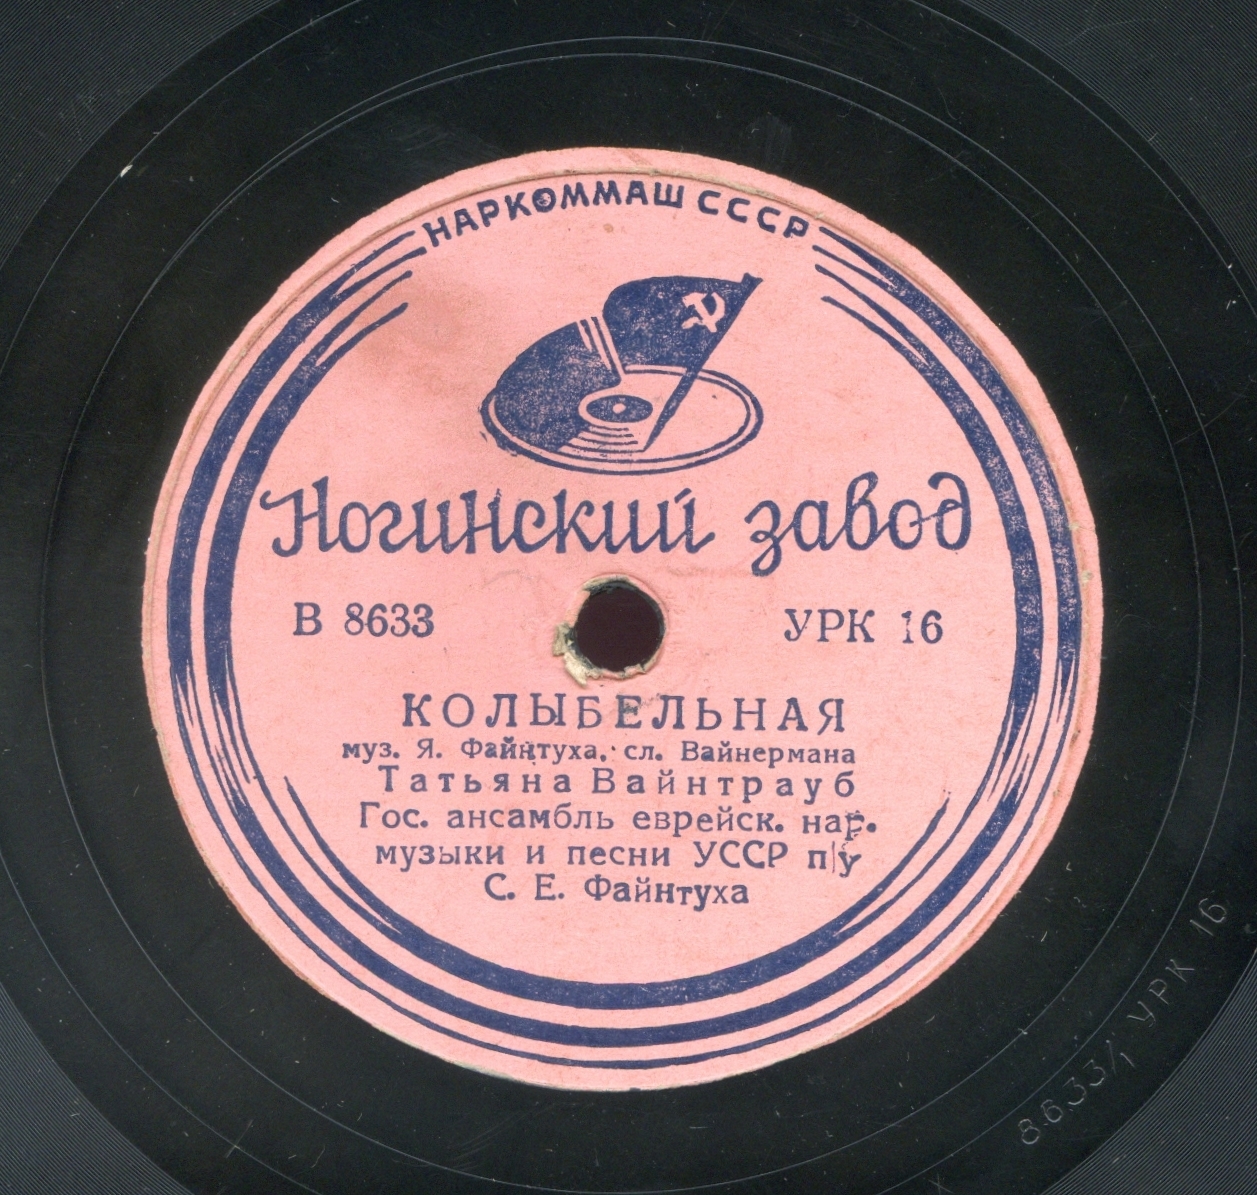 НАРКОММАШ СССР
Ногинский завод
В 8633 УРК 16
КОЛЫБЕЛЬНАЯ
муз. Я. Файнтуха, сл. Вайнермана
Татьяна Вайнтрауб
Гос. ансамбль еврейск. нар.
музыки и песни УССР п/у
С. Е. Файнтуха
8633/1 УРК 16